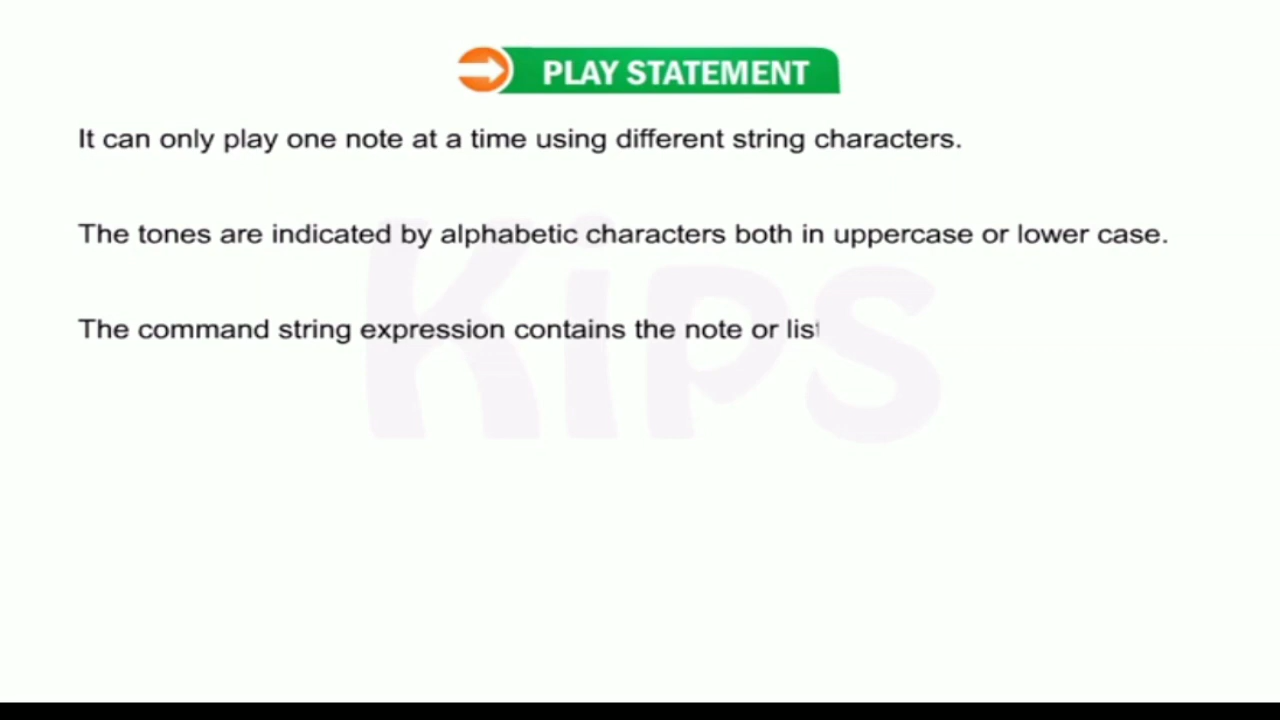 PLAY STATEMENT
It can only play one note at a time using different string characters.
The tones are indicated by alphabetic characters both in uppercase or lower case.
The command string expression contains the note or list
Kips